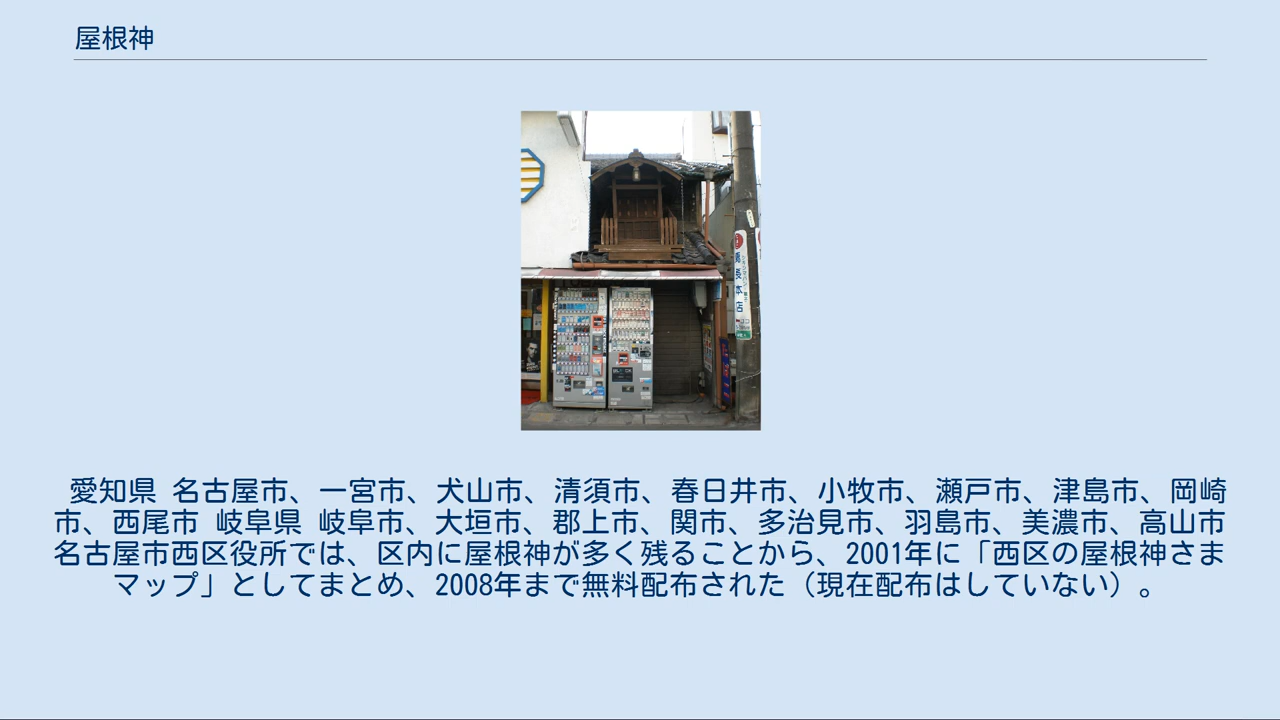 屋根神
愛知県 名古屋市、一宮市、犬山市、清須市、春日井市、小牧市、瀬戸市、津島市、岡崎
市、西尾市 岐阜県 岐阜市、大垣市、郡上市、関市、多治見市、羽島市、美濃市、高山市
名古屋市西区役所では、区内に屋根神が多く残ることから、2001年に「西区の屋根神さま
マップ」としてまとめ、2008年まで無料配布された（現在配布はしていない）。